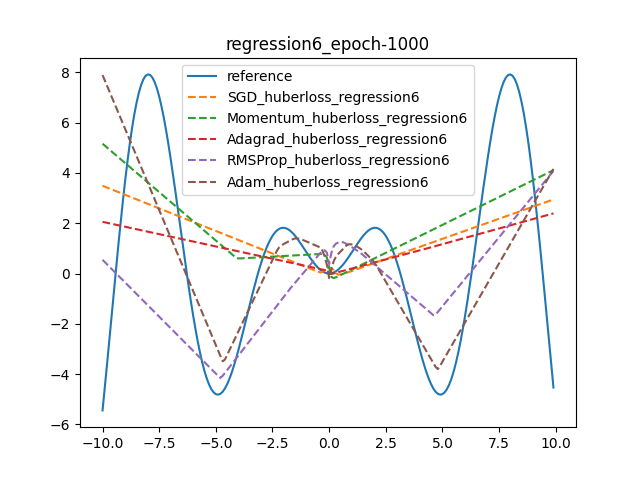 regression6_epoch-1000
reference
SGD_huberloss_regression6
Momentum_huberloss_regression6
Adagrad_huberloss_regression6
RMSProp_huberloss_regression6
Adam_huberloss_regression6
8
6
4
2
0
−2
−4
−6
−10.0 −7.5 −5.0 −2.5 0.0 2.5 5.0 7.5 10.0